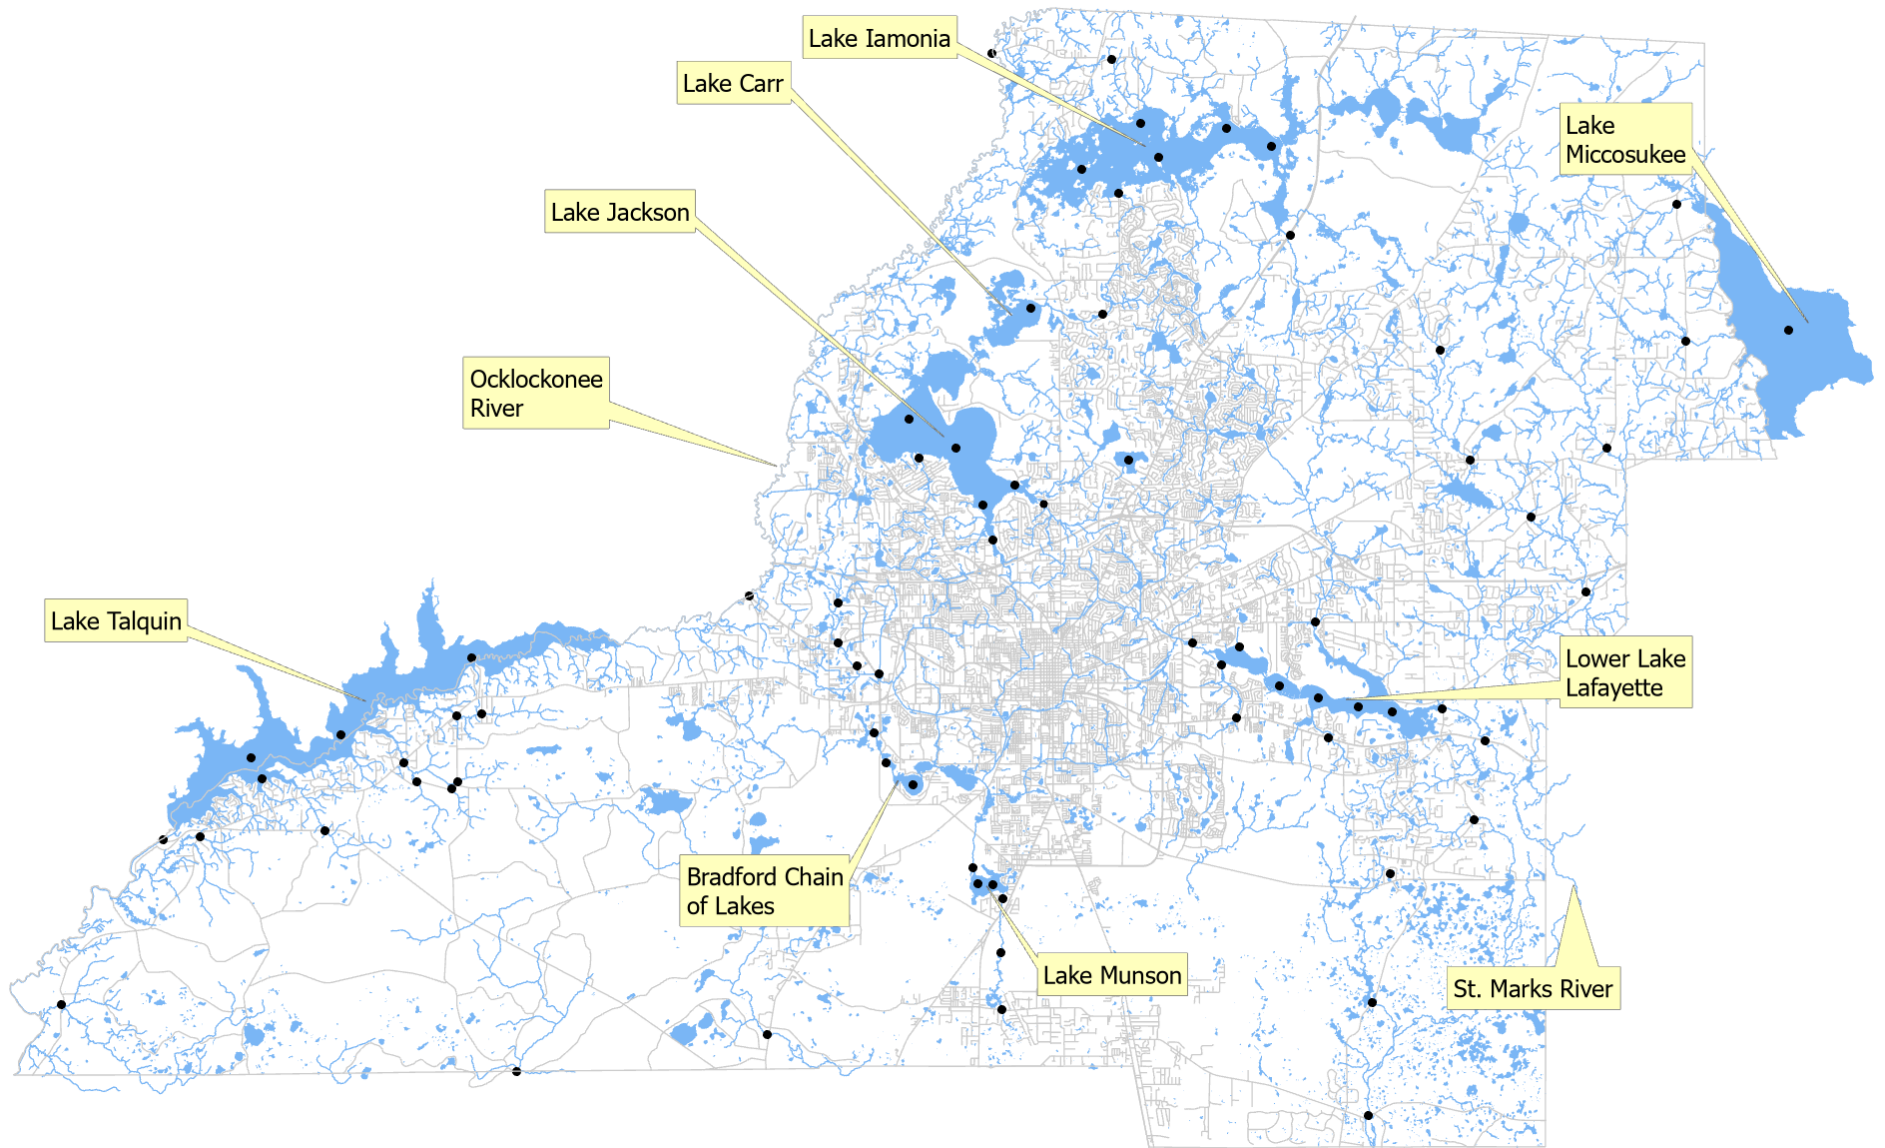 Lake Iamonia
Lake Carr
Lake
Miccosukee
Lake Jackson
Ocklockonee
River
Lake Talquin
Lower Lake
Lafayette
Bradford Chain
of Lakes
Lake Munson
St. Marks River